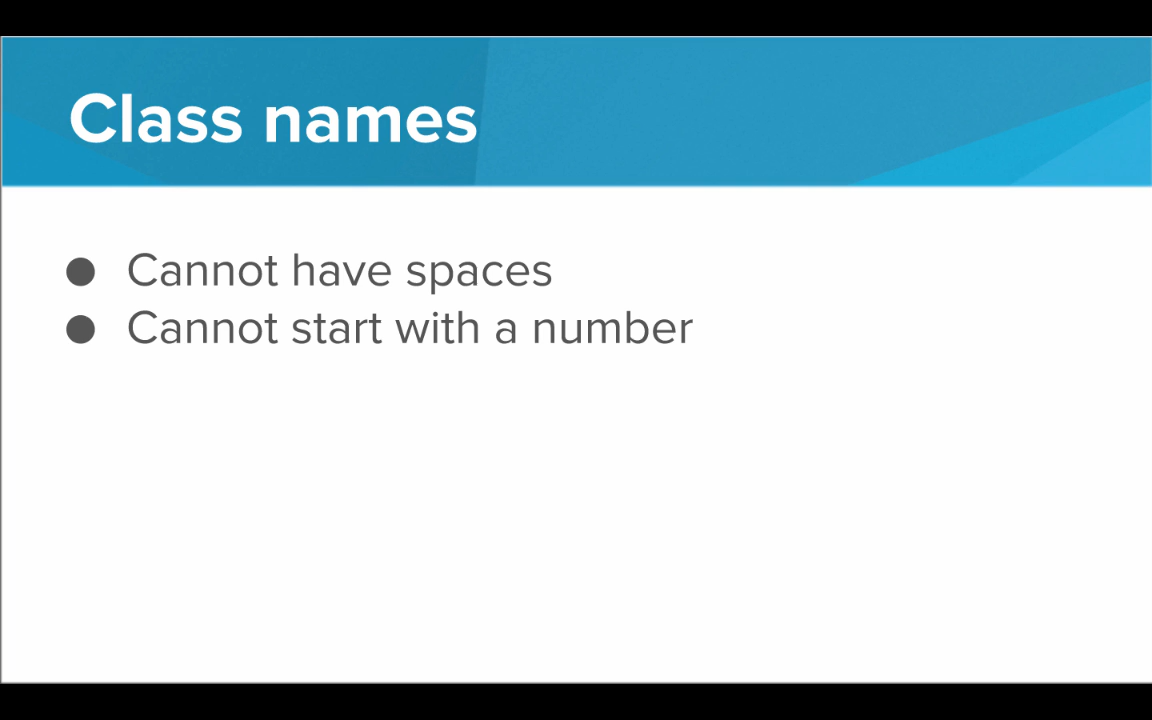 Class names
● Cannot have spaces
● Cannot start with a number